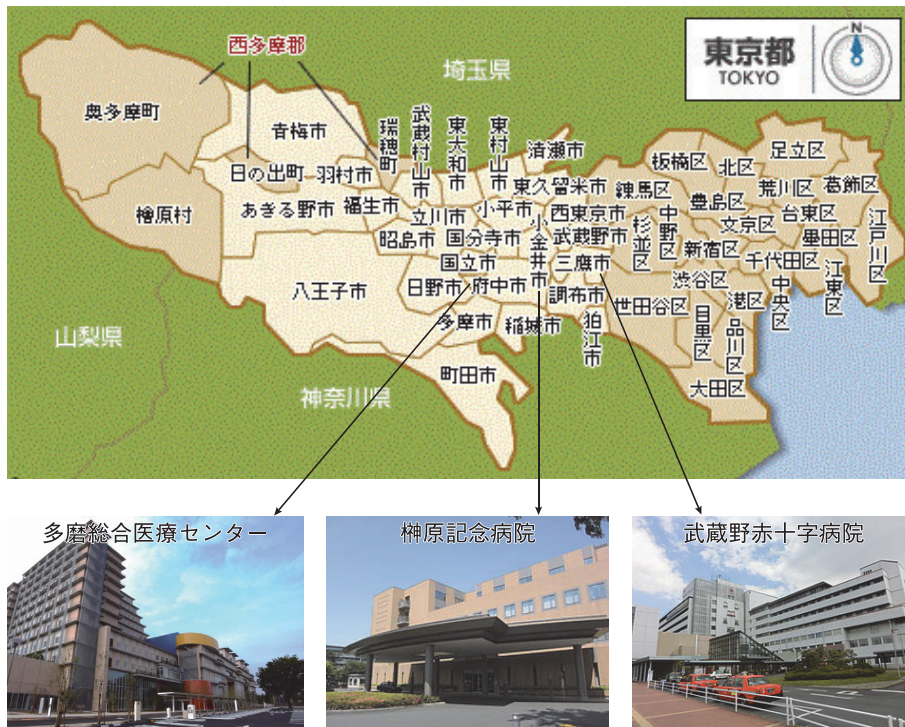 東京都
TOKYO
N
西多摩郡
埼玉県
奥多摩町
青梅市
瑞穂町
武蔵村山市
東大和市
東村山市
清瀬市
板橋区
北区
足立区
日の出町
羽村市
東久留米市
練馬区
豊島区
荒川区
葛飾区
檜原村
あきる野市
福生市
立川市
小平市
西東京市
中野区
文京区
台東区
江戸川区
昭島市
国分寺市
小金井市
武蔵野市
杉並区
新宿区
墨田区
国立市
三鷹市
千代田区
江東区
八王子市
日野市
府中市
調布市
世田谷区
渋谷区
港区
中央区
山梨県
多摩市
稲城市
狛江市
目黒区
品川区
町田市
大田区
神奈川県
多磨総合医療センター
榊原記念病院
武蔵野赤十字病院